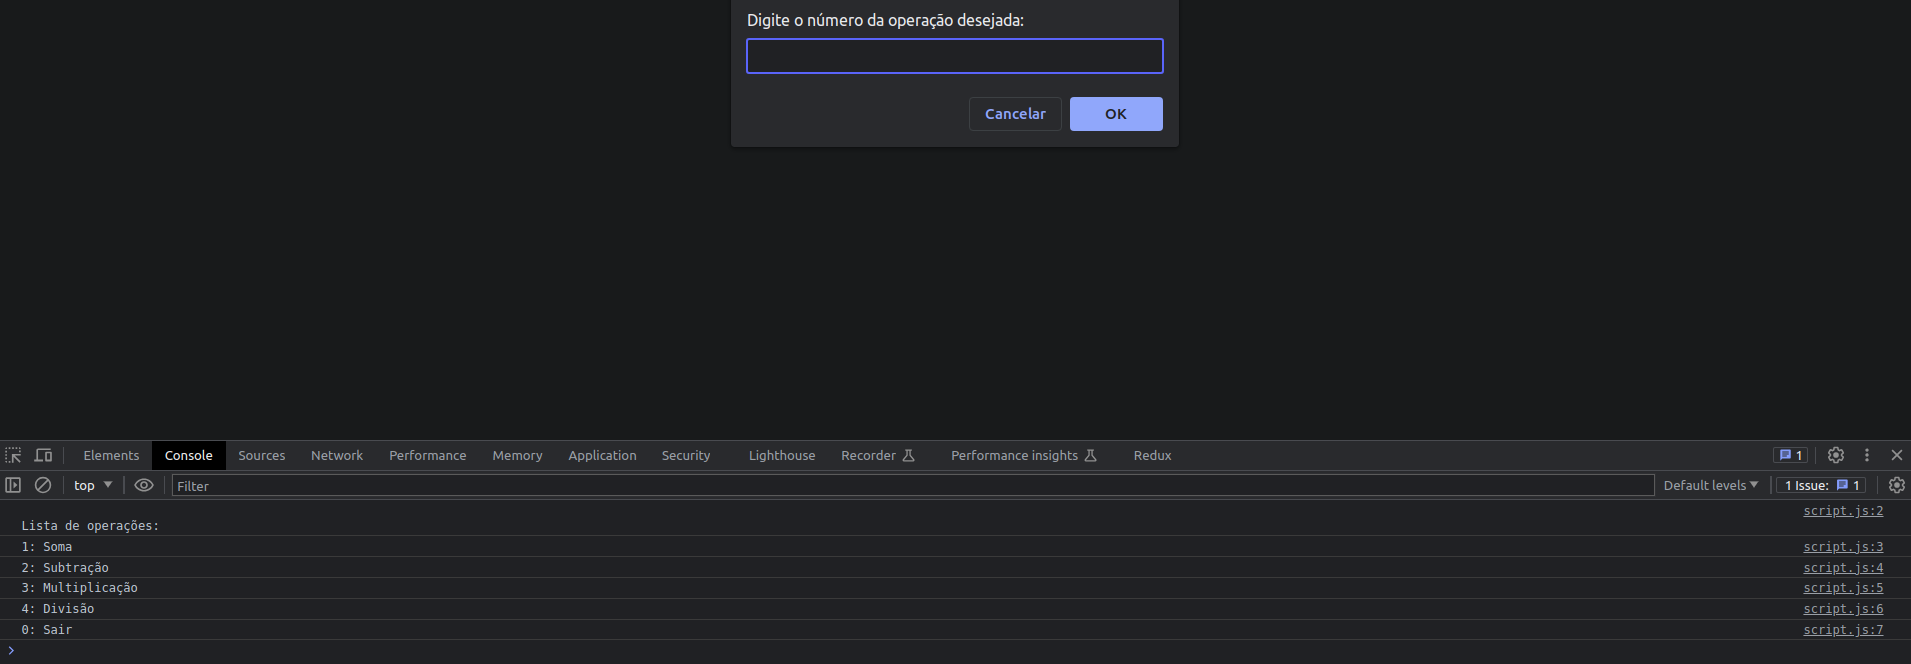 Digite o número da operação desejada:
Cancelar OK
Elements Console Sources Network Performance Memory Application Security Lighthouse Recorder Performance insights Redux 1
top Filter Default levels 1 Issue: 1
script.js:2
Lista de operações:
1: Soma script.js:3
2: Subtração script.js:4
3: Multiplicação script.js:5
4: Divisão script.js:6
0: Sair script.js:7
>